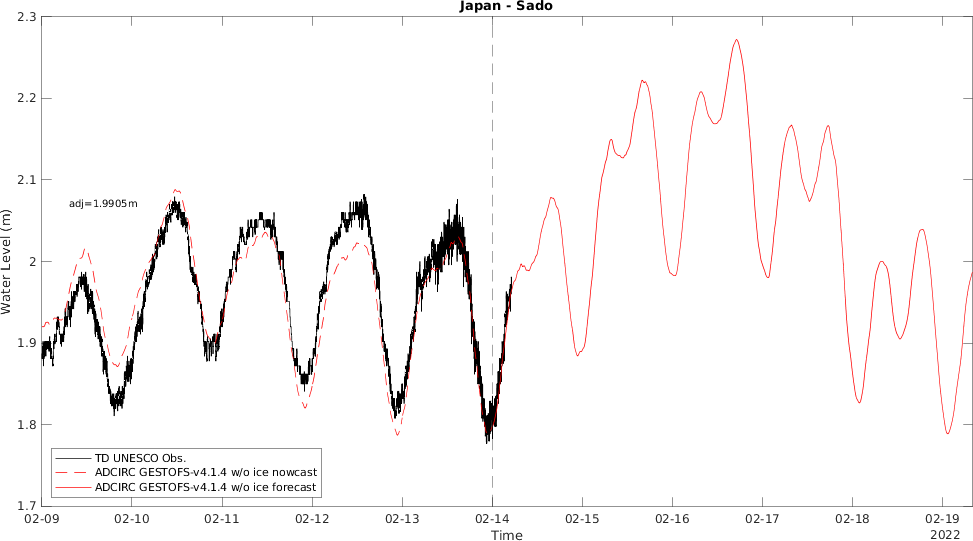 Japan - Sado
2.3
2.2
2.1
2
1.9
1.8
1.7
Water Level (m)
adj=1.9905m
TD UNESCO Obs.
ADCIRC GESTOFS-v4.1.4 w/o ice nowcast
ADCIRC GESTOFS-v4.1.4 w/o ice forecast
02-09 02-10 02-11 02-12 02-13 02-14 02-15 02-16 02-17 02-18 02-19
Time
2022